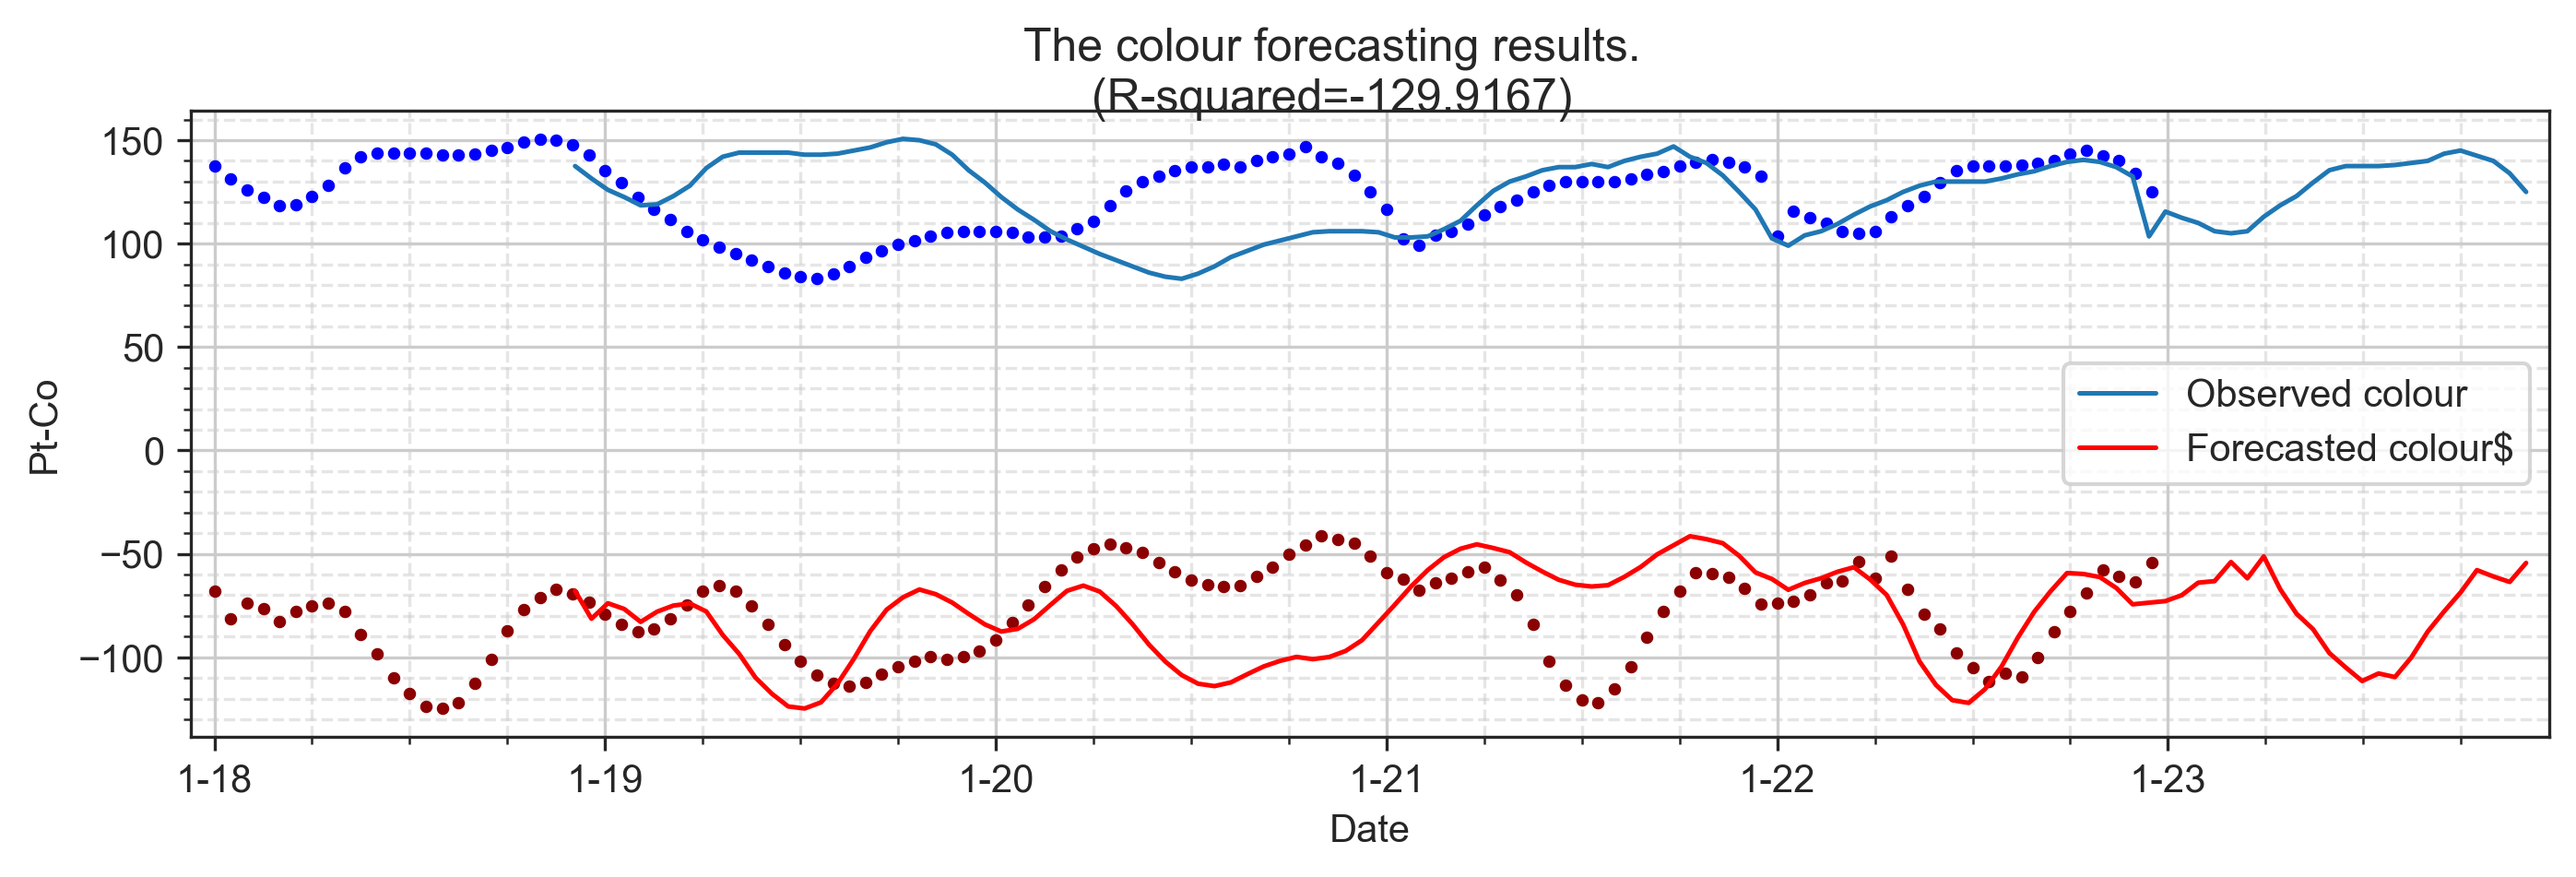 The colour forecasting results.
(R-squared=-129.9167)
150
100
50
0
−50
−100
Pt-Co
Observed colour
Forecasted colour$
1-18 1-19 1-20 1-21 1-22 1-23
Date